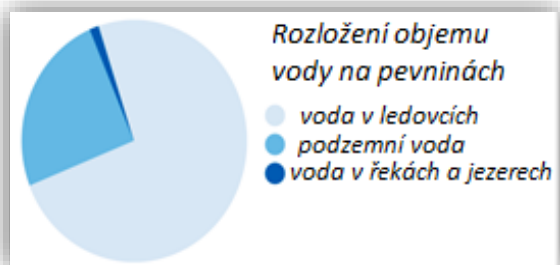 Rozložení objemu
vody na pevninách
voda v ledovcích
podzemní voda
voda v řekách a jezerech